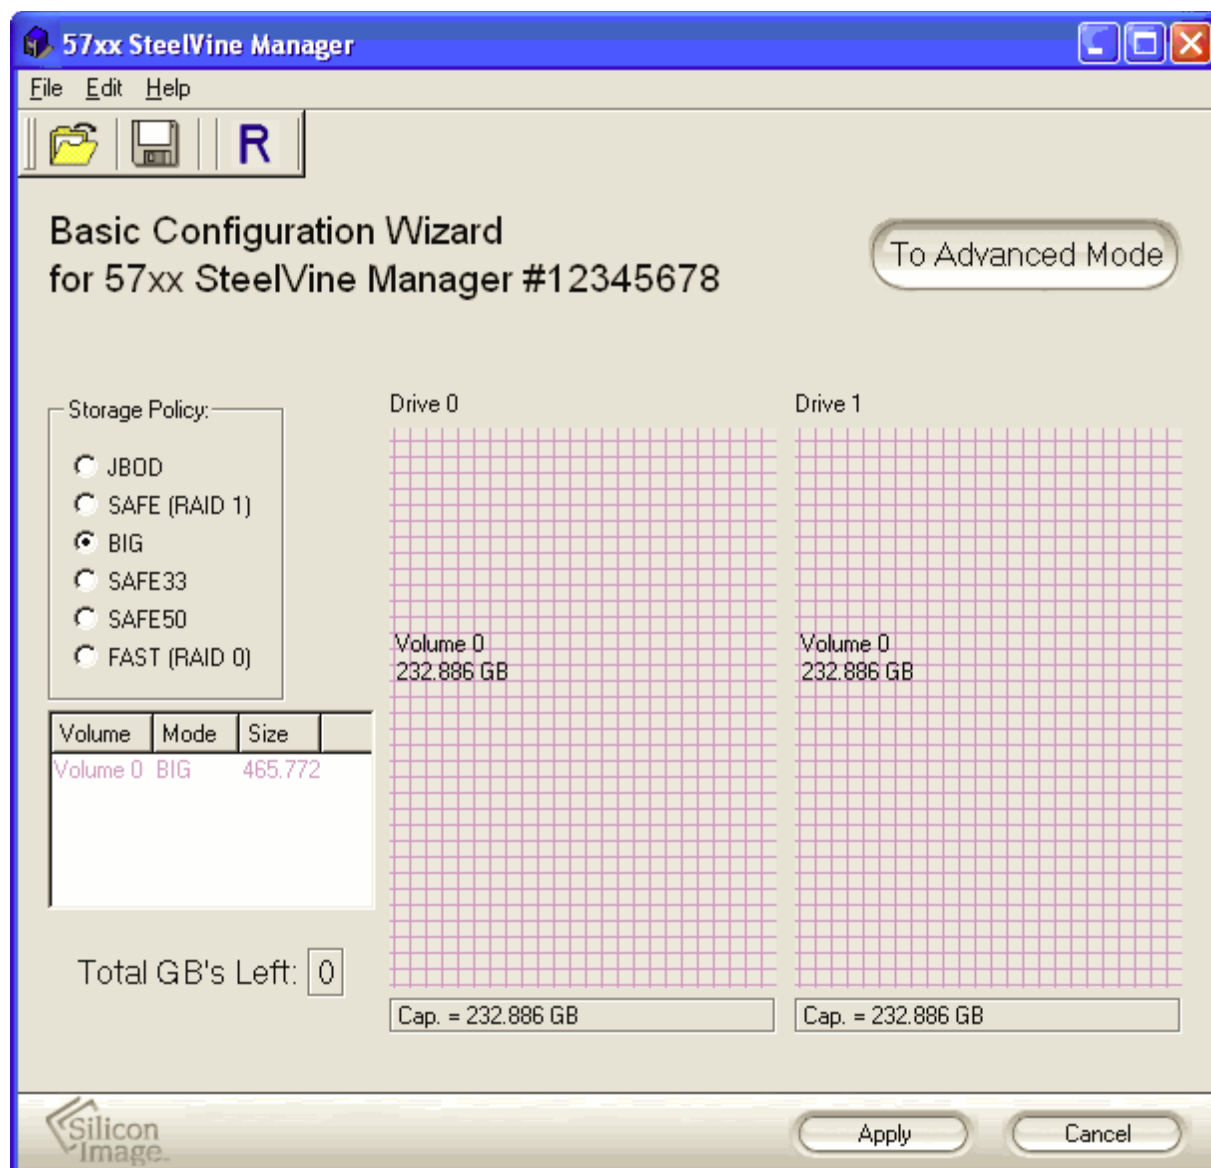 57xx SteelVine Manager
File Edit Help
R
Basic Configuration Wizard
for 57xx SteelVine Manager #12345678
To Advanced Mode
Storage Policy:
JBOD
SAFE (RAID 1)
BIG
SAFE33
SAFE50
FAST (RAID 0)
Volume Mode Size
Volume 0 BIG 465.772
Total GB's Left: 0
Drive 0
Volume 0
232.886 GB
Cap. = 232.886 GB
Drive 1
Volume 0
232.886 GB
Cap. = 232.886 GB
Silicon
Image.
Apply Cancel